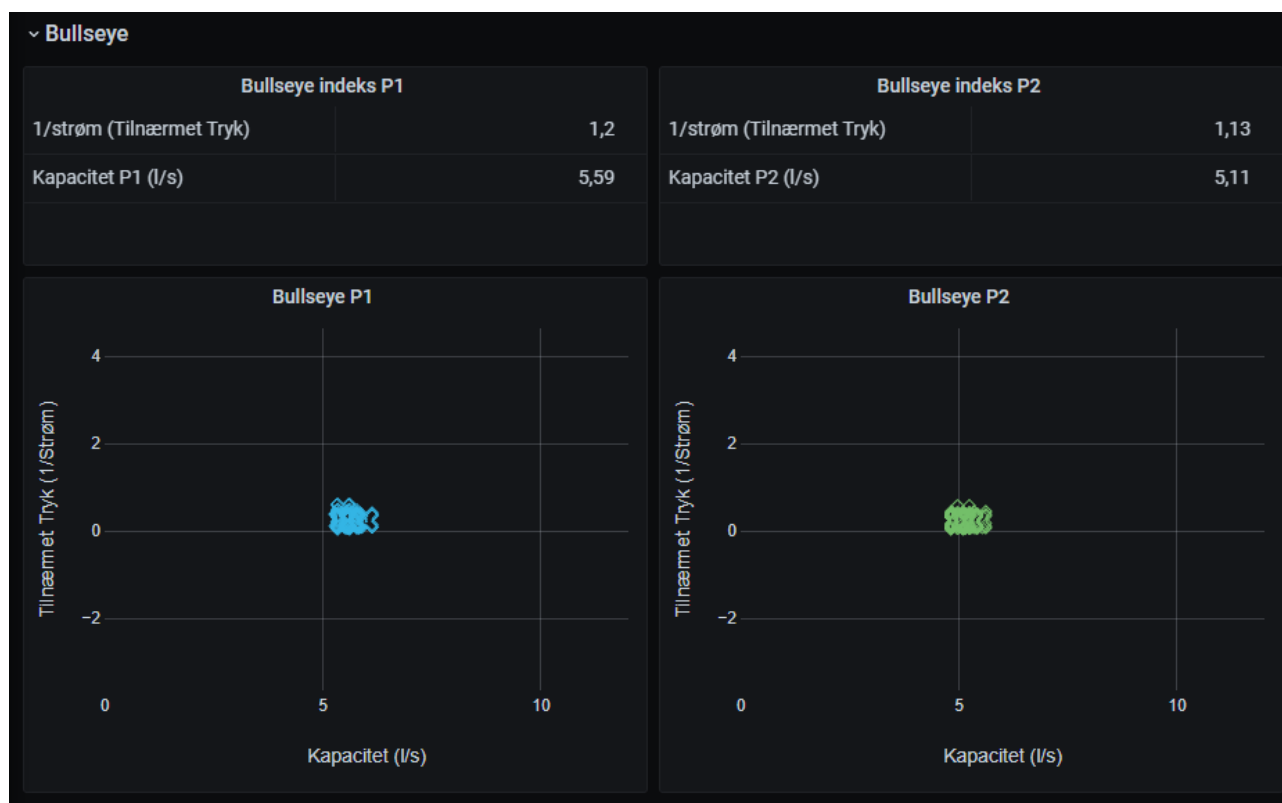 Bullseye
Bullseye indeks P1
1/strøm (Tilnærmet Tryk) 1,2
Kapacitet P1 (l/s) 5,59
Bullseye indeks P2
1/strøm (Tilnærmet Tryk) 1,13
Kapacitet P2 (l/s) 5,11
Bullseye P1
Tilnærmet Tryk (1/Strøm)
4
2
0
−2
0 5 10
Kapacitet (l/s)
Bullseye P2
Tilnærmet Tryk (1/Strøm)
4
2
0
−2
0 5 10
Kapacitet (l/s)